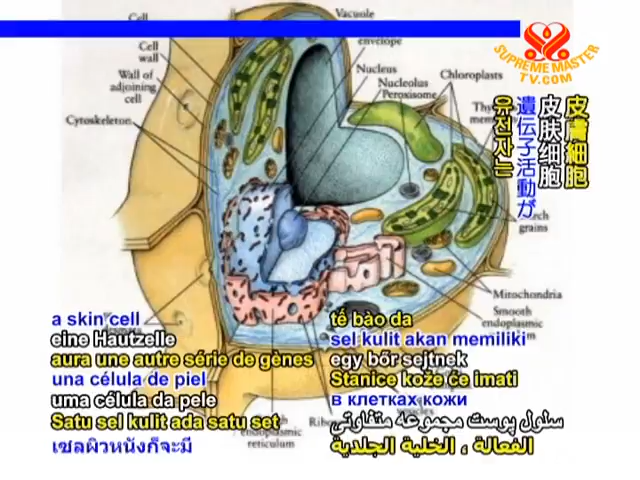 Cell
Cell
wall
Wall of
adjoining
cell
Cytoskeleton
Vacuole
envelope
Nucleus
Nucleolus
Peroxisome
Chloroplasts
grains
Mitochondria
Smooth
endoplasmic
endoplasmic
reticulum
SUPREME MASTER
TV.COM
皮膚細胞
皮肤细胞
遺伝子活動が
유전자는
a skin cell
eine Hautzelle
aura une autre série de gènes
una célula de piel
uma célula da pele
Satu sel kulit ada satu set
เซลผิวหนังก็จะมี
tế bào da
sel kulit akan memiliki
egy bőr sejtnek
Stanice kože će imati
в клетках кожи
سلول پوست مجموعه متفاوتی
الفعالة ، الخلية الجلدية